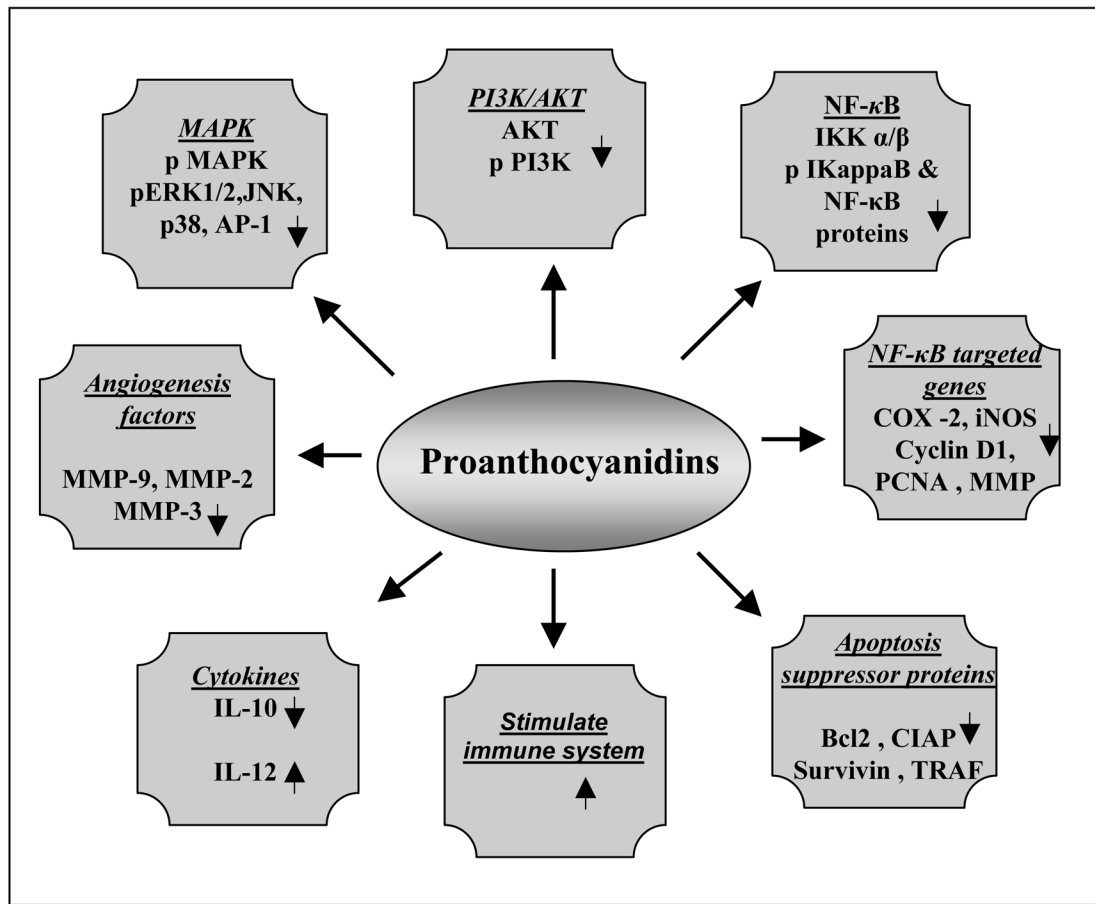 MAPK
p MAPK
pERK1/2,JNK,
p38, AP-1
PI3K/AKT
AKT
p PI3K
NF-κB
IKK α/β
p IKappaB &
NF-κB
proteins
Angiogenesis
factors
MMP-9, MMP-2
MMP-3
Proanthocyanidins
NF-κB targeted
genes
COX -2, iNOS
Cyclin D1,
PCNA , MMP
Cytokines
IL-10
IL-12
Stimulate
immune system
Apoptosis
suppressor proteins
Bcl2 , CIAP
Survivin , TRAF